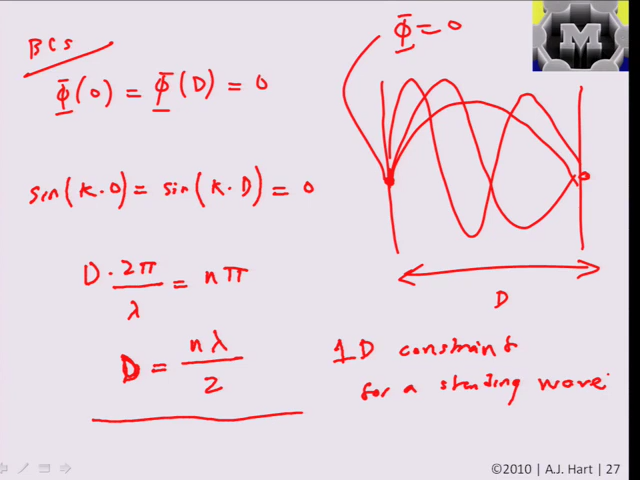 BCS
Φ(0) = Φ(D) = 0
sin(k·0) = sin(k·D) = 0
D · 2π/λ = nπ
D = nλ/2
Φ = 0
M
D
1D constraint
for a standing wave
©2010 | A.J. Hart | 27